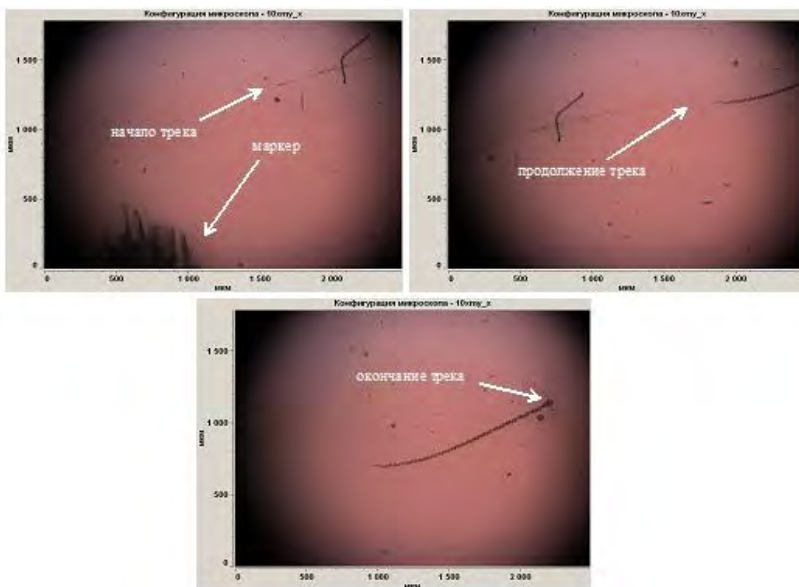 Конфигурация микроскопа - 10xmy_x
1 500
1 000
500
0
мкм
0
500
1 000
1 500
2 000
мкм
начало трека
маркер
Конфигурация микроскопа - 10xmy_x
1 500
1 000
500
0
мкм
0
500
1 000
1 500
2 000
мкм
продолжение трека
Конфигурация микроскопа - 10xmy_x
1 500
1 000
500
0
мкм
0
500
1 000
1 500
2 000
мкм
окончание трека